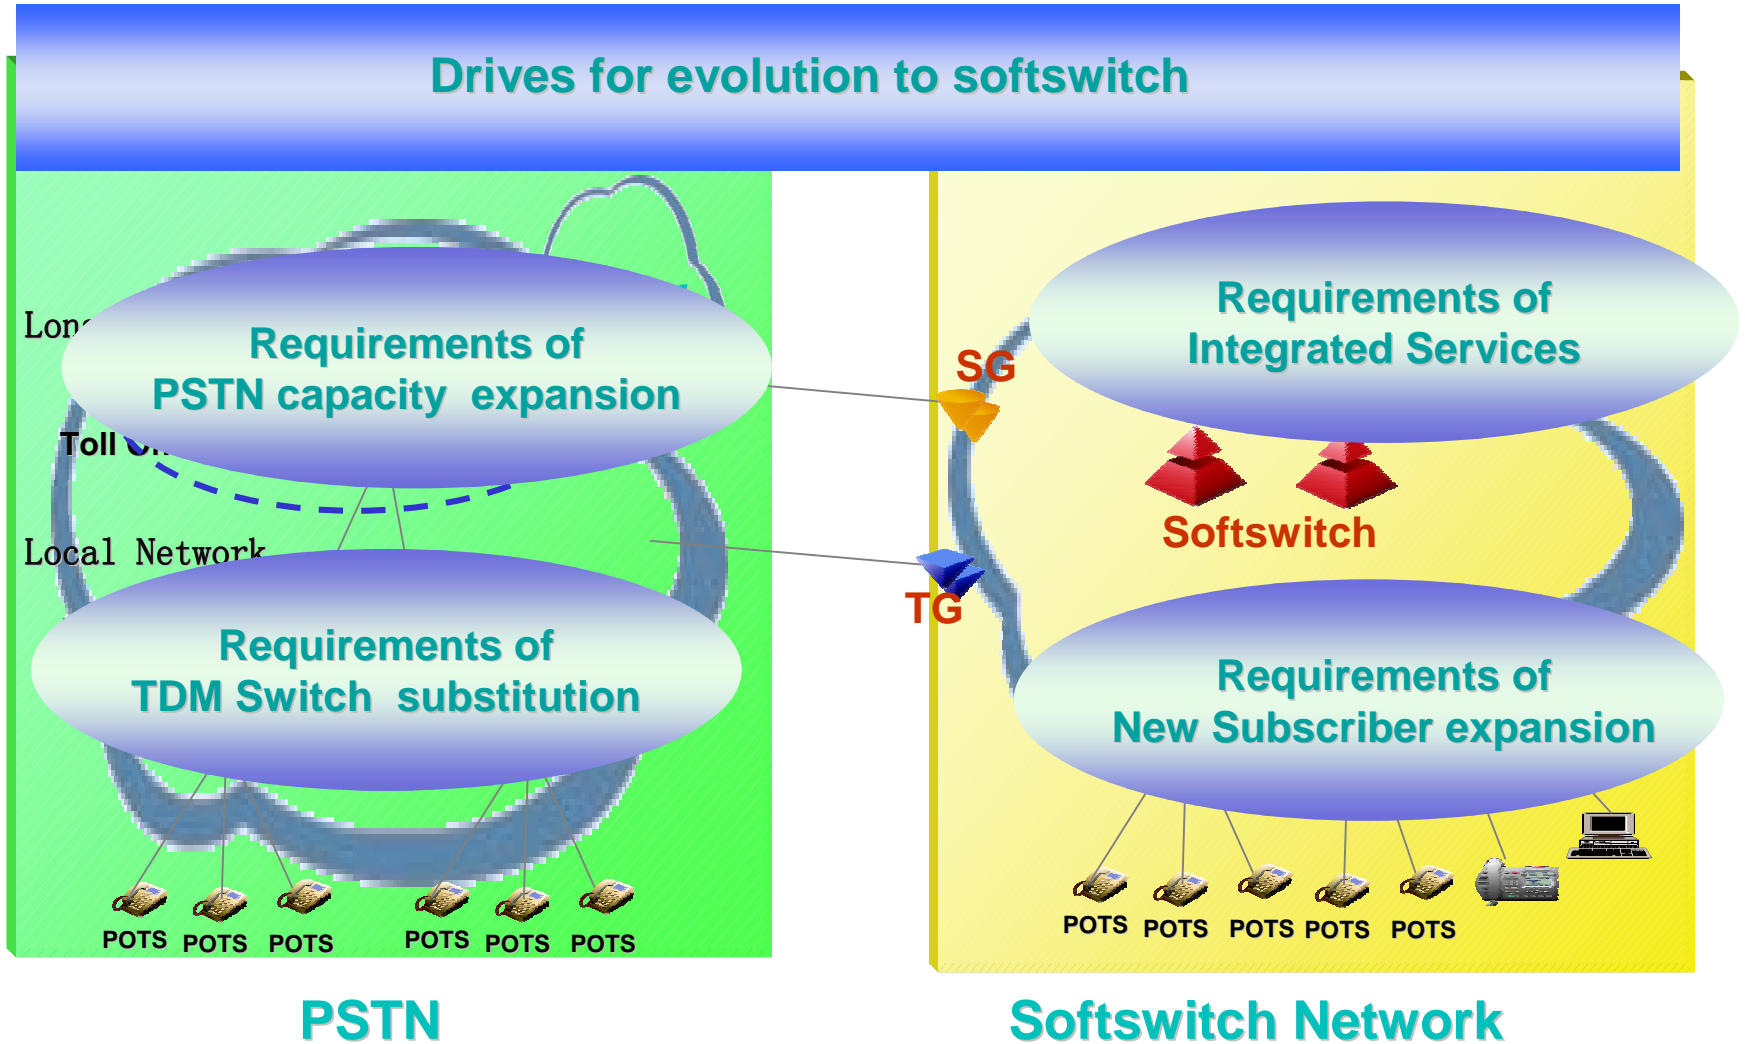 Drives for evolution to softswitch
Requirements of
PSTN capacity expansion
Toll
Local Network
Requirements of
TDM Switch substitution
POTS POTS POTS POTS POTS POTS
PSTN
SG
TG
Requirements of
Integrated Services
Softswitch
Requirements of
New Subscriber expansion
POTS POTS POTS POTS POTS
Softswitch Network